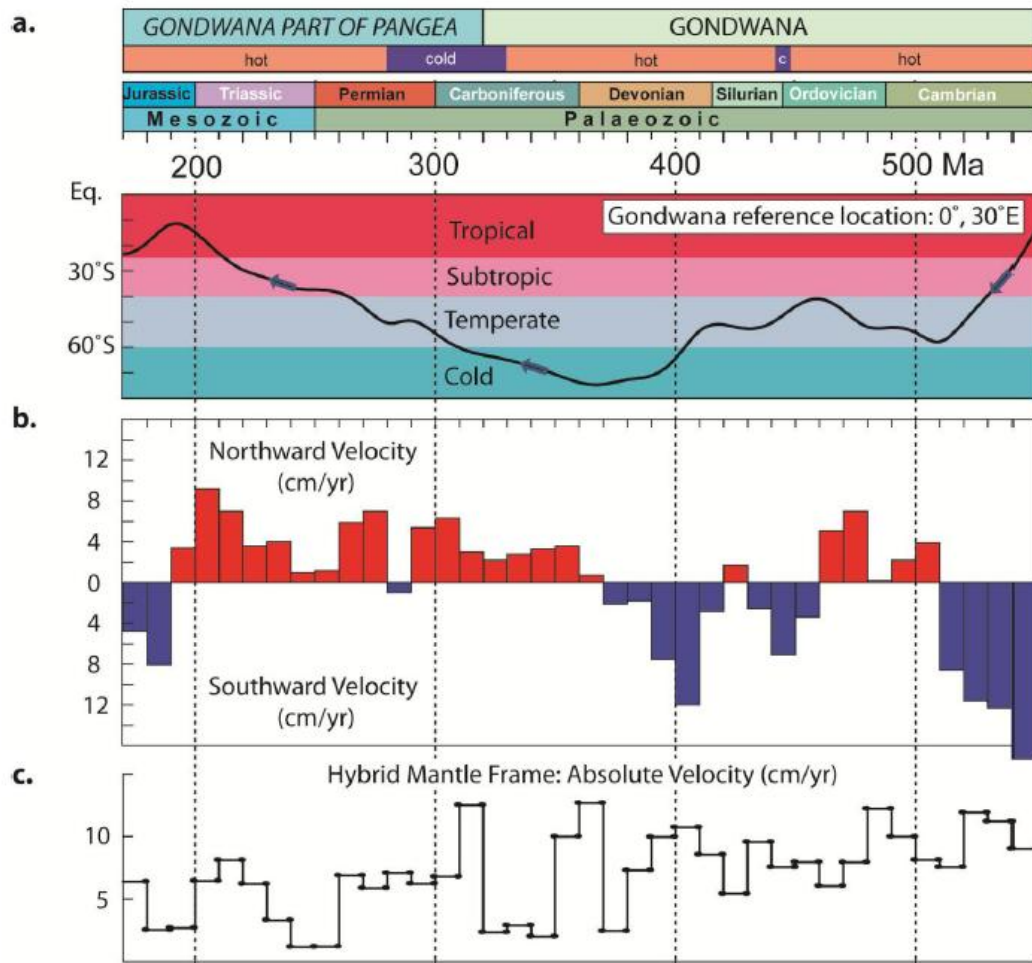 a.
GONDWANA PART OF PANGEA GONDWANA
hot cold hot c hot
Jurassic Triassic Permian Carboniferous Devonian Silurian Ordovician Cambrian
Mesozoic Palaeozoic
200 300 400 500 Ma
Eq.
Gondwana reference location: 0˚, 30˚E
Tropical
30˚S
Subtropic
Temperate
60˚S
Cold
b.
12
Northward Velocity
(cm/yr)
8
4
0
4
8
Southward Velocity
(cm/yr)
12
c.
Hybrid Mantle Frame: Absolute Velocity (cm/yr)
10
5